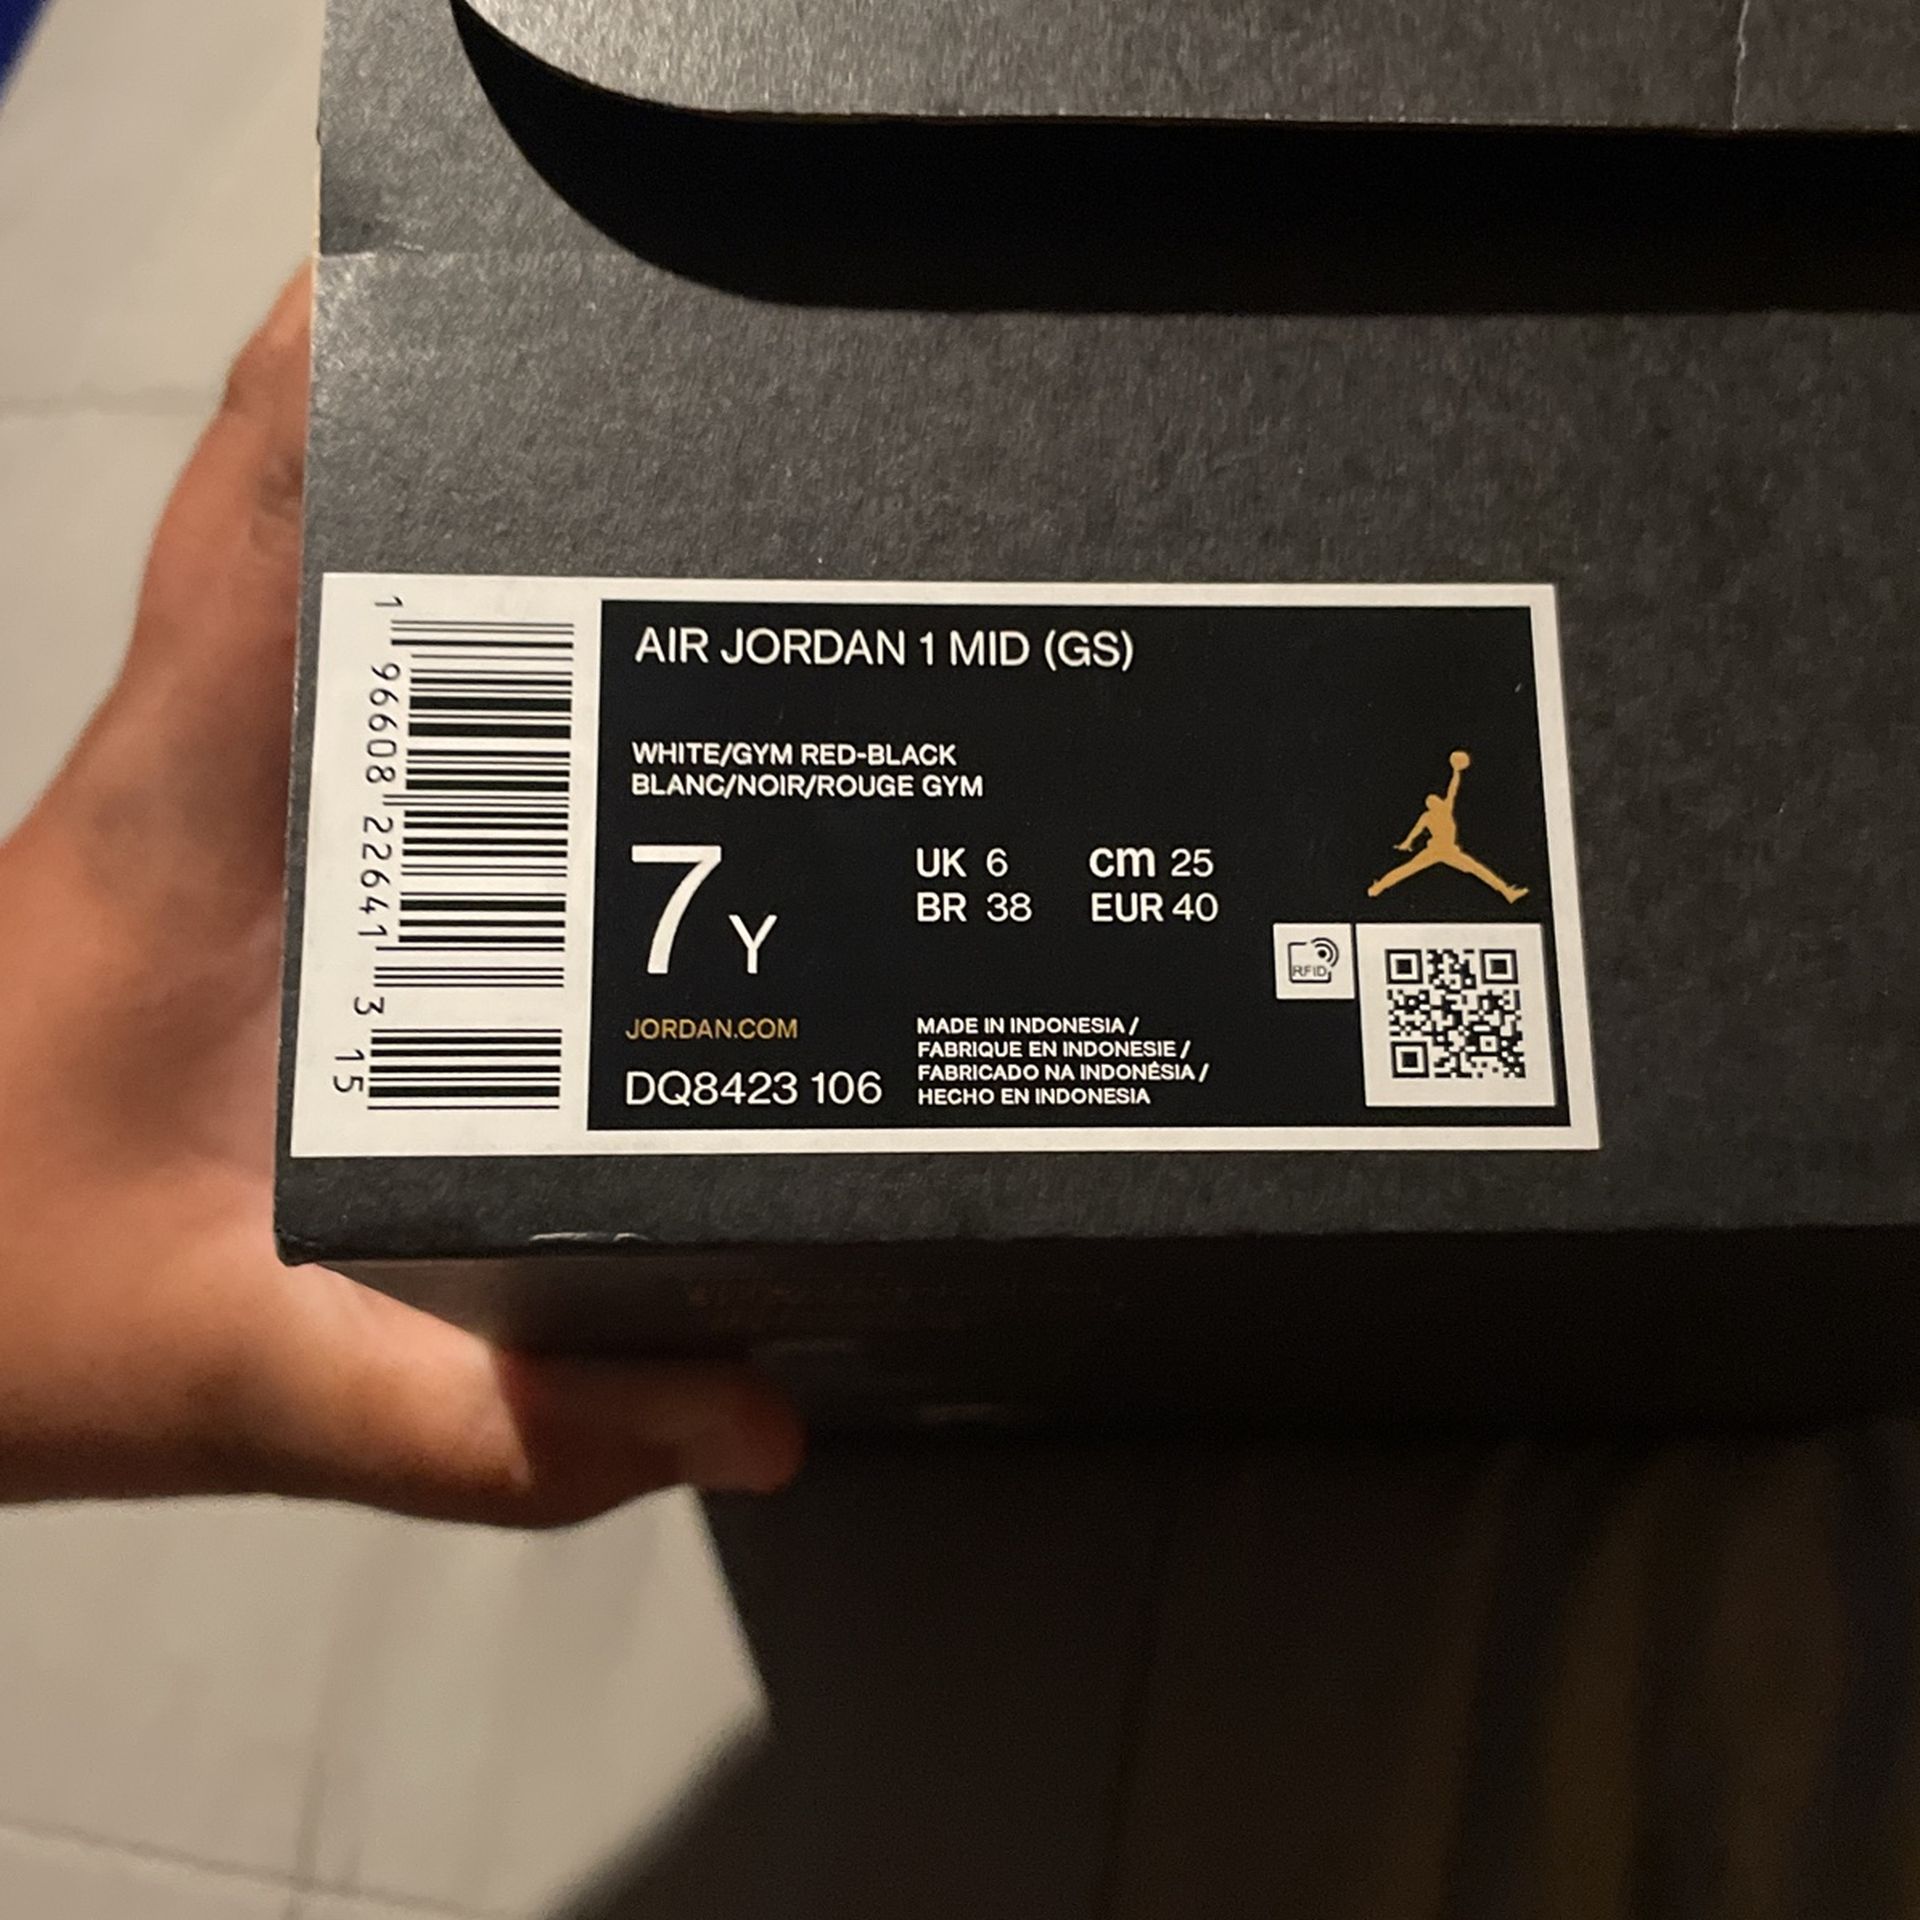 AIR JORDAN 1 MID (GS)
WHITE/GYM RED-BLACK
BLANC/NOIR/ROUGE GYM
7Y
UK 6 cm 25
BR 38 EUR 40
RFID
JORDAN.COM
DQ8423 106
MADE IN INDONESIA /
FABRIQUE EN INDONESIE /
FABRICADO NA INDONÉSIA /
HECHO EN INDONESIA
1 96608 22641 3 15